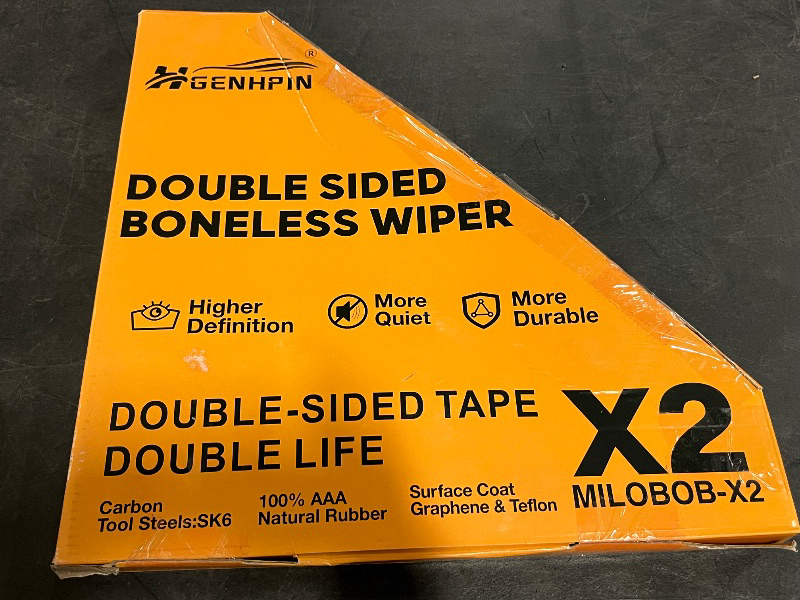 ®
GENHPIN
DOUBLE SIDED
BONELESS WIPER
Higher
Definition
More
Quiet
More
Durable
DOUBLE-SIDED TAPE
DOUBLE LIFE
X2
MILOBOB-X2
Carbon
Tool Steels:SK6
100% AAA
Natural Rubber
Surface Coat
Graphene & Teflon